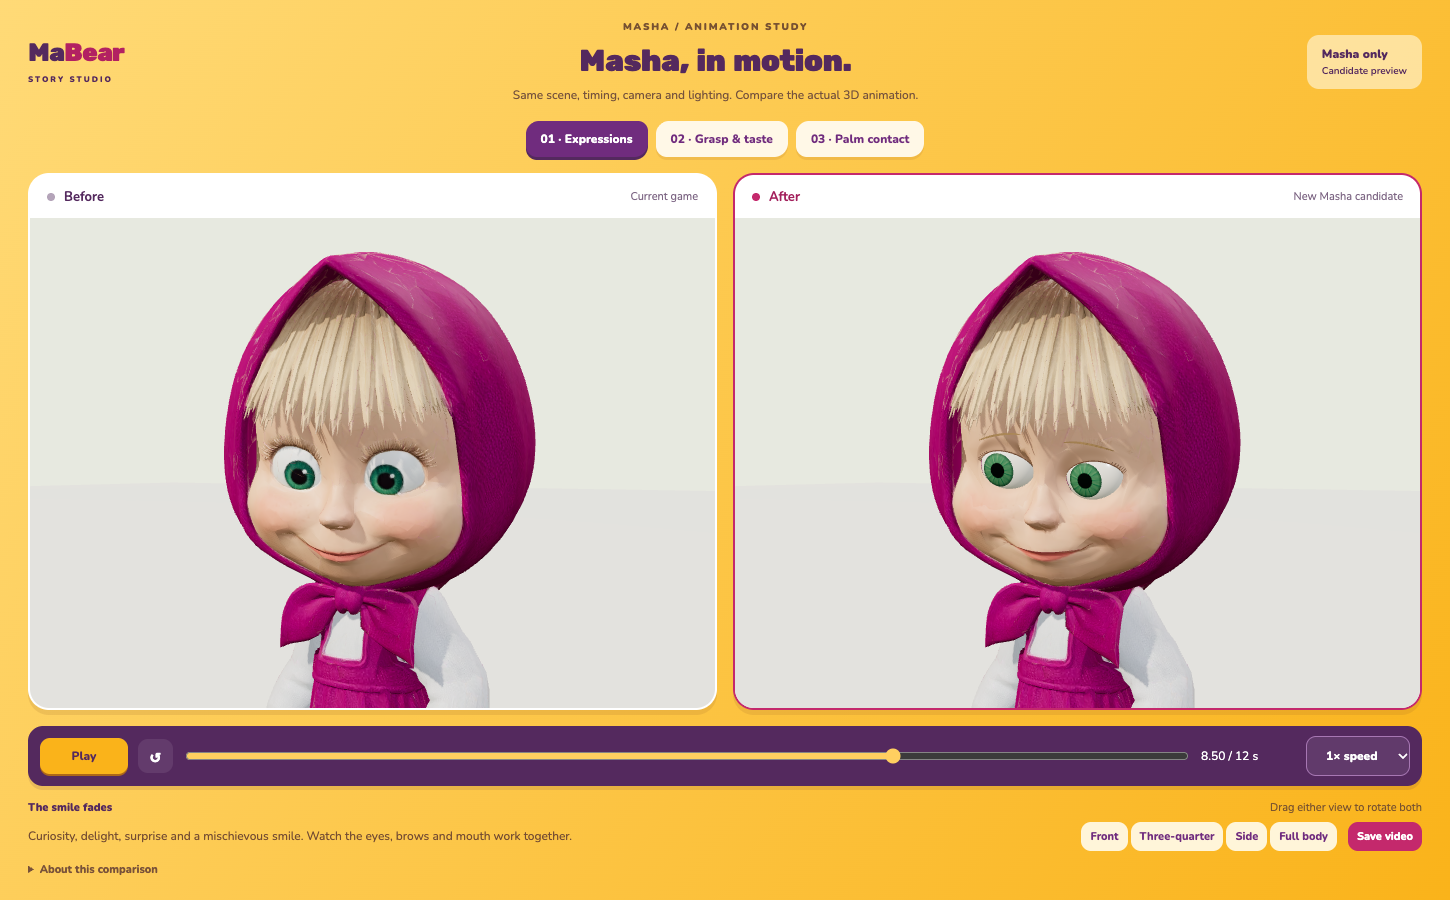 MaBear
STORY STUDIO
MASHA / ANIMATION STUDY
Masha, in motion.
Same scene, timing, camera and lighting. Compare the actual 3D animation.
Masha only
Candidate preview
01 · Expressions
02 · Grasp & taste
03 · Palm contact
Before
Current game
After
New Masha candidate
Play
8.50 / 12 s
1× speed
The smile fades
Drag either view to rotate both
Curiosity, delight, surprise and a mischievous smile. Watch the eyes, brows and mouth work together.
Front
Three-quarter
Side
Full body
Save video
About this comparison